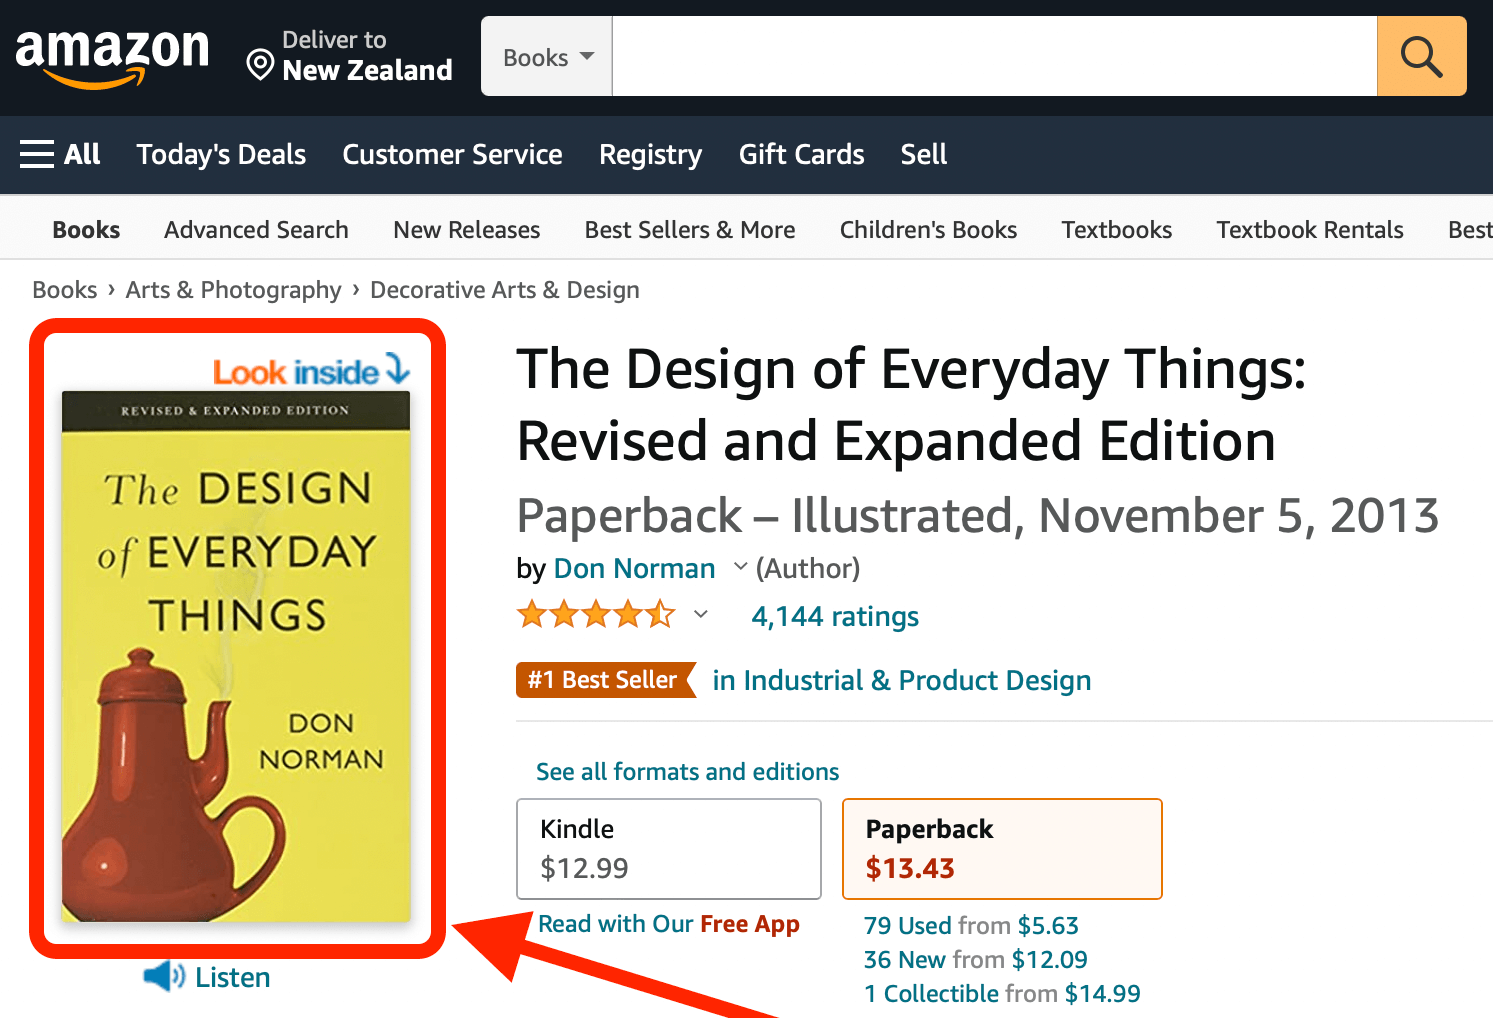 amazon
Deliver to
New Zealand
Books
All
Today's Deals
Customer Service
Registry
Gift Cards
Sell
Books
Advanced Search
New Releases
Best Sellers & More
Children's Books
Textbooks
Textbook Rentals
Best
Books › Arts & Photography › Decorative Arts & Design
Look inside
REVISED & EXPANDED EDITION
The DESIGN
of EVERYDAY
THINGS
DON
NORMAN
Listen
The Design of Everyday Things:
Revised and Expanded Edition
Paperback – Illustrated, November 5, 2013
by Don Norman (Author)
4,144 ratings
#1 Best Seller in Industrial & Product Design
See all formats and editions
Kindle
$12.99
Read with Our Free App
Paperback
$13.43
79 Used from $5.63
36 New from $12.09
1 Collectible from $14.99